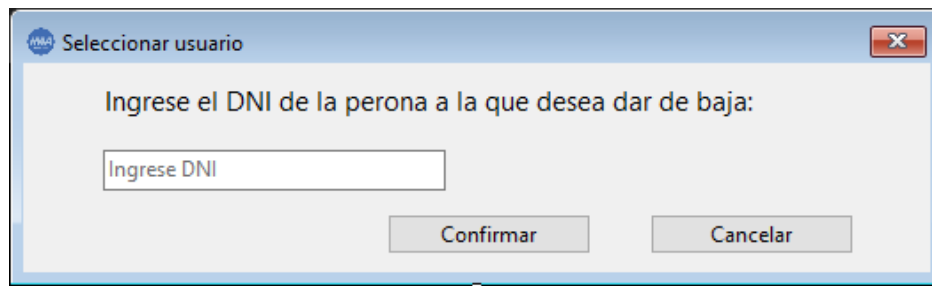 Seleccionar usuario
Ingrese el DNI de la perona a la que desea dar de baja:
Ingrese DNI
Confirmar
Cancelar